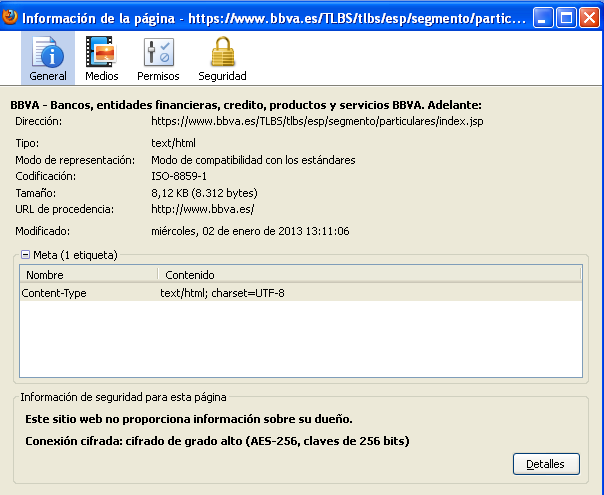 Información de la página - https://www.bbva.es/TLBS/tlbs/esp/segmento/partic...
General Medios Permisos Seguridad
BBVA - Bancos, entidades financieras, credito, productos y servicios BBVA. Adelante:
Dirección: https://www.bbva.es/TLBS/tlbs/esp/segmento/particulares/index.jsp
Tipo: text/html
Modo de representación: Modo de compatibilidad con los estándares
Codificación: ISO-8859-1
Tamaño: 8,12 KB (8.312 bytes)
URL de procedencia: http://www.bbva.es/
Modificado: miércoles, 02 de enero de 2013 13:11:06
Meta (1 etiqueta)
Nombre Contenido
Content-Type text/html; charset=UTF-8
Información de seguridad para esta página
Este sitio web no proporciona información sobre su dueño.
Conexión cifrada: cifrado de grado alto (AES-256, claves de 256 bits)
Detalles